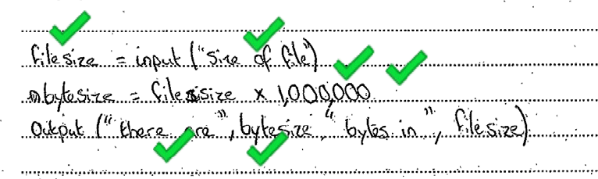 filesize = input ("Size of file")
bytesize = filesize × 1,000,000
Output ("there are", bytesize "bytes in", filesize)